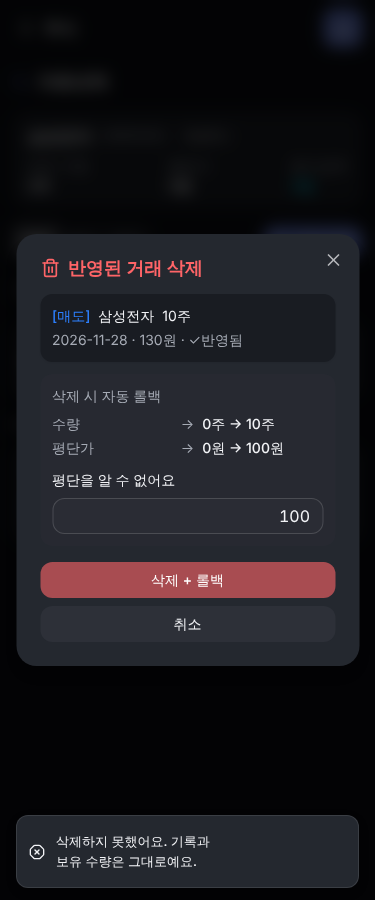 반영된 거래 삭제
[매도] 삼성전자 10주
2026-11-28 · 130원 · ✓반영됨
삭제 시 자동 롤백
수량 → 0주 → 10주
평단가 → 0원 → 100원
평단을 알 수 없어요
100
삭제 + 롤백
취소
삭제하지 못했어요. 기록과
보유 수량은 그대로예요.